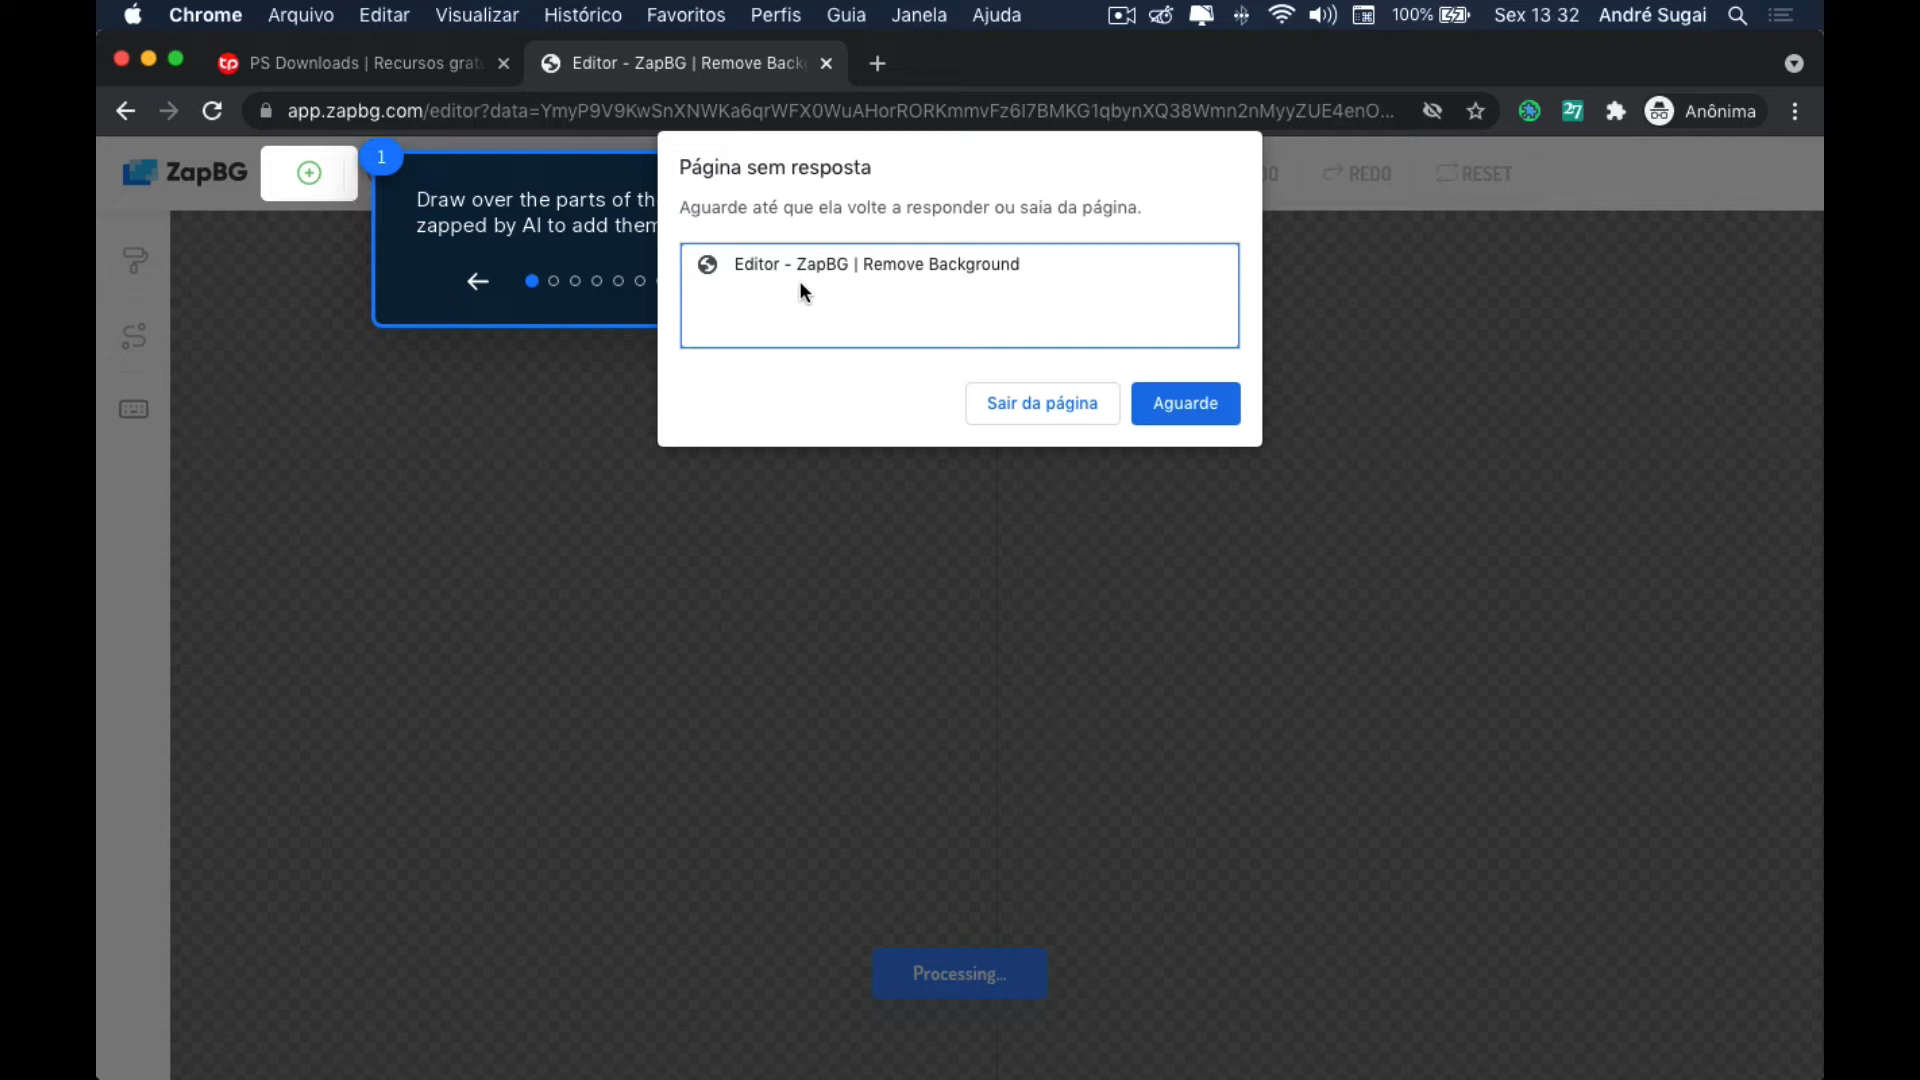 Chrome Arquivo Editar Visualizar Histórico Favoritos Perfis Guia Janela Ajuda 100% Sex 13 32 André Sugai
tp PS Downloads | Recursos grat
Editor - ZapBG | Remove Back
app.zapbg.com/editor?data=YmyP9V9KwSnXNWKa6qrWFX0WuAHorRORKmmvFz6I7BMKG1qbynXQ38Wmn2nMyyZUE4enO... 27 Anônima
ZapBG
1
Draw over the parts of th
zapped by AI to add them
REDO
RESET
Página sem resposta
Aguarde até que ela volte a responder ou saia da página.
Editor - ZapBG | Remove Background
Sair da página
Aguarde
Processing...